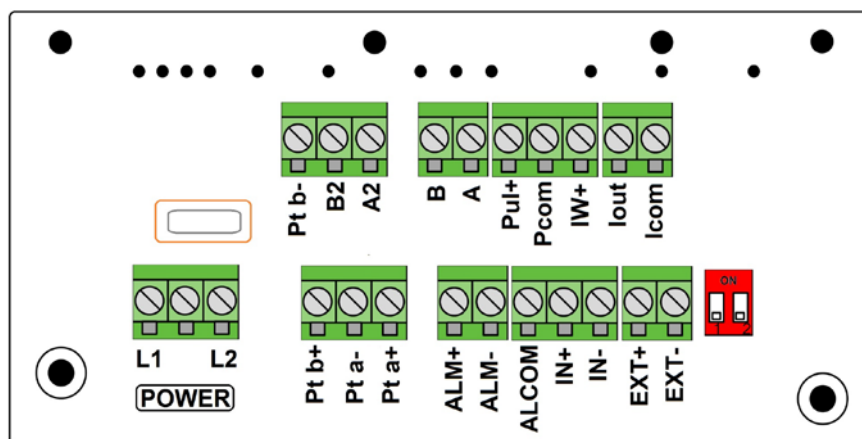 Pt b- B2 A2 B A Pul+ Pcom IW+ Iout Icom
ON
1 2
L1 L2 Pt b+ Pt a- Pt a+ ALM+ ALM- ALCOM IN+ IN- EXT+ EXT-
POWER